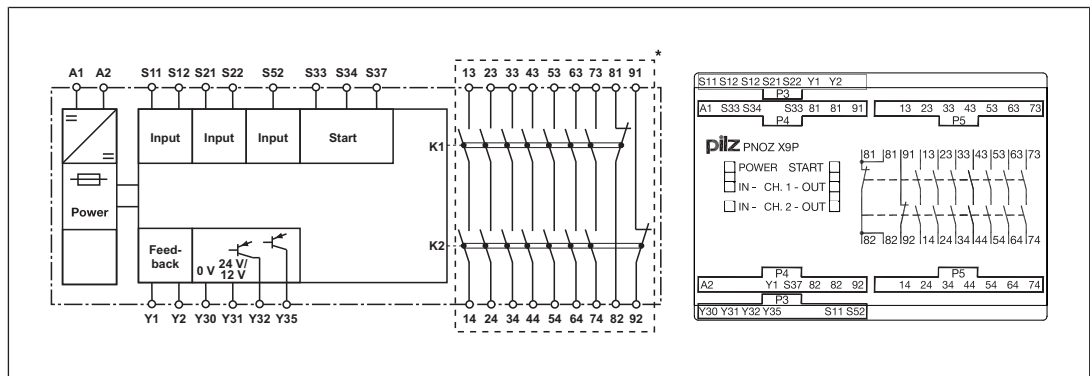 *
A1 A2 S11 S12 S21 S22 S52 S33 S34 S37 13 23 33 43 53 63 73 81 91
Input Input Input Start
K1
Power
K2
Feed-
back
0 V 24 V/
12 V
Y1 Y2 Y30 Y31 Y32 Y35 14 24 34 44 54 64 74 82 92
S11 S12 S12 S21 S22 Y1 Y2
P3
A1 S33 S34 S33 81 81 91 13 23 33 43 53 63 73
P4 P5
pilz PNOZ X9P
POWER START
IN - CH. 1 - OUT
IN - CH. 2 - OUT
81 81 91 13 23 33 43 53 63 73
82 82 92 14 24 34 44 54 64 74
P4 P5
A2 Y1 S37 82 82 92 14 24 34 44 54 64 74
P3
Y30 Y31 Y32 Y35 S11 S52